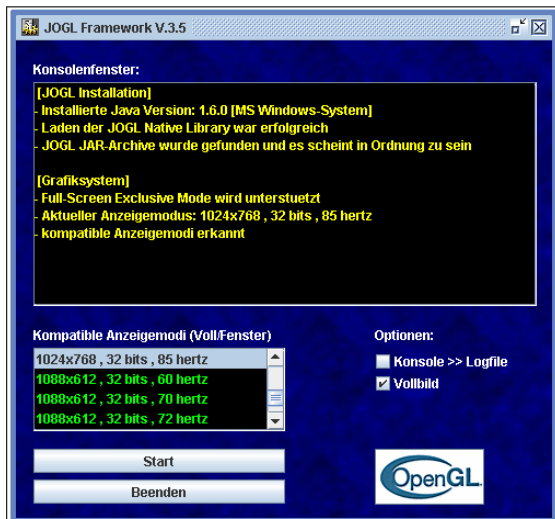 JOGL Framework V.3.5
Konsolenfenster:
[JOGL Installation]
- Installierte Java Version: 1.6.0 [MS Windows-System]
- Laden der JOGL Native Library war erfolgreich
- JOGL JAR-Archive wurde gefunden und es scheint in Ordnung zu sein
[Grafiksystem]
- Full-Screen Exclusive Mode wird unterstuetzt
- Aktueller Anzeigemodus: 1024x768 , 32 bits , 85 hertz
- kompatible Anzeigemodi erkannt
Kompatible Anzeigemodi (Voll/Fenster)
1024x768 , 32 bits , 85 hertz
1088x612 , 32 bits , 60 hertz
1088x612 , 32 bits , 70 hertz
1088x612 , 32 bits , 72 hertz
Optionen:
Konsole >> Logfile
Vollbild
Start
Beenden
OpenGL.